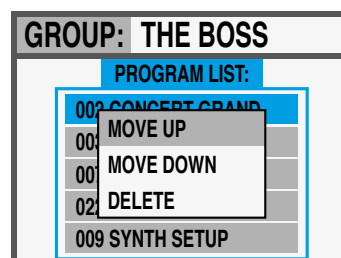 GROUP: THE BOSS
PROGRAM LIST:
002 CONCERT GRAND
MOVE UP
MOVE DOWN
DELETE
009 SYNTH SETUP